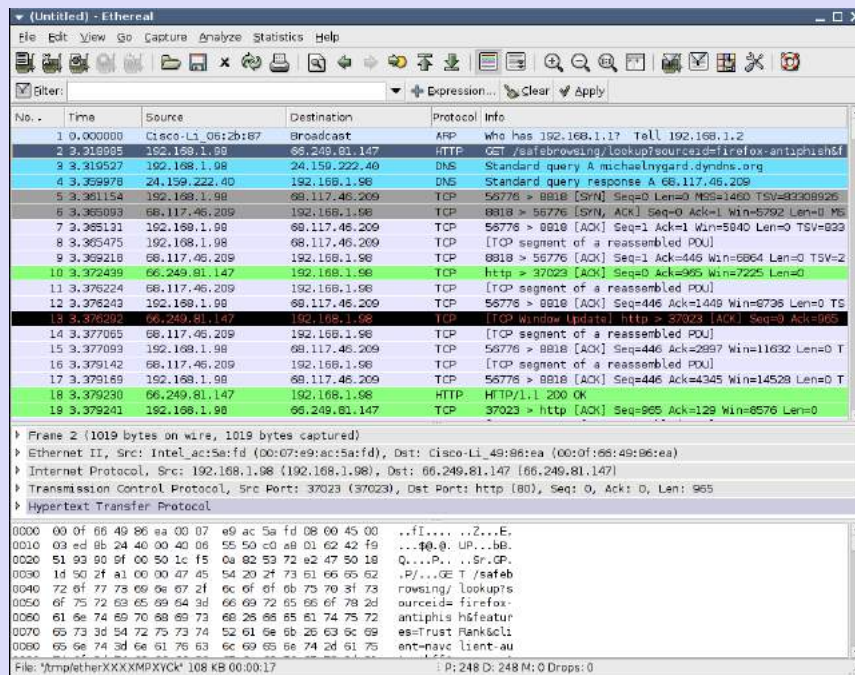 (Untitled) - Ethereal
File Edit View Go Capture Analyze Statistics Help
Filter: Expression... Clear Apply
No. . Time Source Destination Protocol Info
1 0.000000 Cisco-Li_06:2b:87 Broadcast ARP Who has 192.168.1.1? Tell 192.168.1.2
2 3.318985 192.168.1.98 66.249.81.147 HTTP GET /safebrowsing/lookup?sourceid=firefox-antiphish&f
3 3.319527 192.168.1.98 24.159.222.40 DNS Standard query A michaelnygard.dyndns.org
4 3.359978 24.159.222.40 192.168.1.98 DNS Standard query response A 68.117.46.209
5 3.361154 192.168.1.98 68.117.46.209 TCP 56776 > 8818 [SYN] Seq=0 Len=0 MSS=1460 TSV=83308926
6 3.365093 68.117.46.209 192.168.1.98 TCP 8818 > 56776 [SYN, ACK] Seq=0 Ack=1 Win=5792 Len=0 MS
7 3.365131 192.168.1.98 68.117.46.209 TCP 56776 > 8818 [ACK] Seq=1 Ack=1 Win=5840 Len=0 TSV=833
8 3.365475 192.168.1.98 68.117.46.209 TCP [TCP segment of a reassembled PDU]
9 3.369218 68.117.46.209 192.168.1.98 TCP 8818 > 56776 [ACK] Seq=1 Ack=446 Win=6864 Len=0 TSV=2
10 3.372439 66.249.81.147 192.168.1.98 TCP http > 37023 [ACK] Seq=0 Ack=965 Win=7225 Len=0
11 3.376224 68.117.46.209 192.168.1.98 TCP [TCP segment of a reassembled PDU]
12 3.376243 192.168.1.98 68.117.46.209 TCP 56776 > 8818 [ACK] Seq=446 Ack=1449 Win=8736 Len=0 TS
13 3.376292 66.249.81.147 192.168.1.98 TCP [TCP Window Update] http > 37023 [ACK] Seq=0 Ack=965
14 3.377065 68.117.46.209 192.168.1.98 TCP [TCP segment of a reassembled PDU]
15 3.377093 192.168.1.98 68.117.46.209 TCP 56776 > 8818 [ACK] Seq=446 Ack=2897 Win=11632 Len=0 T
16 3.379142 68.117.46.209 192.168.1.98 TCP [TCP segment of a reassembled PDU]
17 3.379169 192.168.1.98 68.117.46.209 TCP 56776 > 8818 [ACK] Seq=446 Ack=4345 Win=14528 Len=0 T
18 3.379230 66.249.81.147 192.168.1.98 HTTP HTTP/1.1 200 OK
19 3.379241 192.168.1.98 66.249.81.147 TCP 37023 > http [ACK] Seq=965 Ack=129 Win=8576 Len=0
Frame 2 (1019 bytes on wire, 1019 bytes captured)
Ethernet II, Src: Intel_ac:5a:fd (00:07:e9:ac:5a:fd), Dst: Cisco-Li_49:86:ea (00:0f:66:49:86:ea)
Internet Protocol, Src: 192.168.1.98 (192.168.1.98), Dst: 66.249.81.147 (66.249.81.147)
Transmission Control Protocol, Src Port: 37023 (37023), Dst Port: http (80), Seq: 0, Ack: 0, Len: 965
Hypertext Transfer Protocol
0000 00 0f 66 49 86 ea 00 07 e9 ac 5a fd 08 00 45 00 ..fI.... ..Z...E.
0010 03 ed 8b 24 40 00 40 06 55 50 c0 a8 01 62 42 f9 ...$@.@. UP...bB.
0020 51 93 90 9f 00 50 1c f5 0a 82 53 72 e2 47 50 18 Q....P.. ..Sr.GP.
0030 1d 50 2f a1 00 00 47 45 54 20 2f 73 61 66 65 62 .P/...GE T /safeb
0040 72 6f 77 73 69 6e 67 2f 6c 6f 6f 6b 75 70 3f 73 rowsing/ lookup?s
0050 6f 75 72 63 65 69 64 3d 66 69 72 65 66 6f 78 2d ourceid= firefox-
0060 61 6e 74 69 70 68 69 73 68 26 66 65 61 74 75 72 antiphis h&featur
0070 65 73 3d 54 72 75 73 74 52 61 6e 6b 26 63 6c 69 es=Trust Rank&cli
0080 65 6e 74 3d 6e 61 76 63 6c 69 65 6e 74 2d 61 75 ent=navc lient-au
File: "/tmp/etherXXXXMPXYCk" 108 KB 00:00:17 P: 248 D: 248 M: 0 Drops: 0